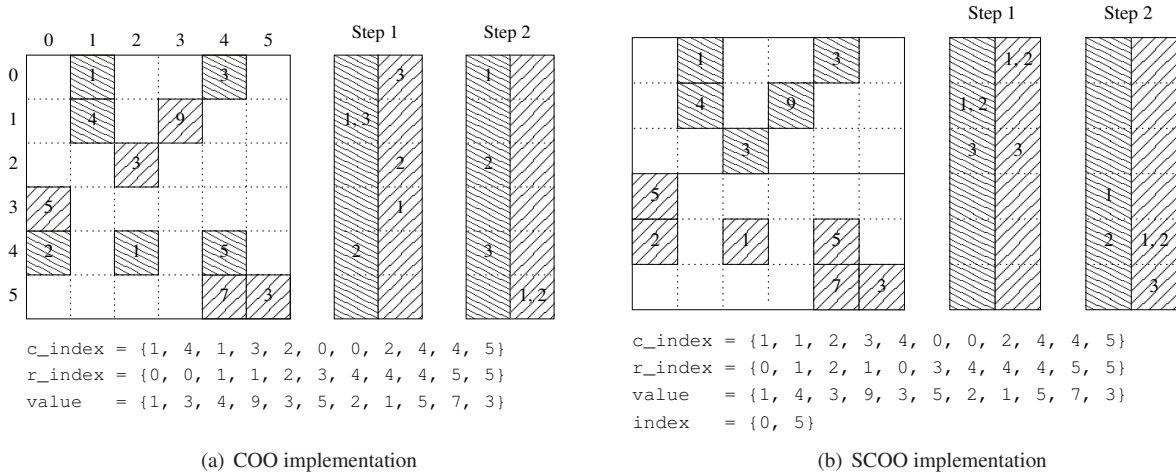 Step 1 Step 2
0 1 2 3 4 5
0 1 3 3 1
1 4 9 1, 3
2 3 2 2
3 5 1
4 2 1 5 2 3
5 7 3 1, 2
c_index = {1, 4, 1, 3, 2, 0, 0, 2, 4, 4, 5}
r_index = {0, 0, 1, 1, 2, 3, 4, 4, 4, 5, 5}
value = {1, 3, 4, 9, 3, 5, 2, 1, 5, 7, 3}
(a) COO implementation
Step 1 Step 2
1 3 1, 2
4 9 1, 2
3 3 3
5 1
2 1 5 2 1, 2
7 3 3
c_index = {1, 1, 2, 3, 4, 0, 0, 2, 4, 4, 5}
r_index = {0, 1, 2, 1, 0, 3, 4, 4, 4, 5, 5}
value = {1, 4, 3, 9, 3, 5, 2, 1, 5, 7, 3}
index = {0, 5}
(b) SCOO implementation